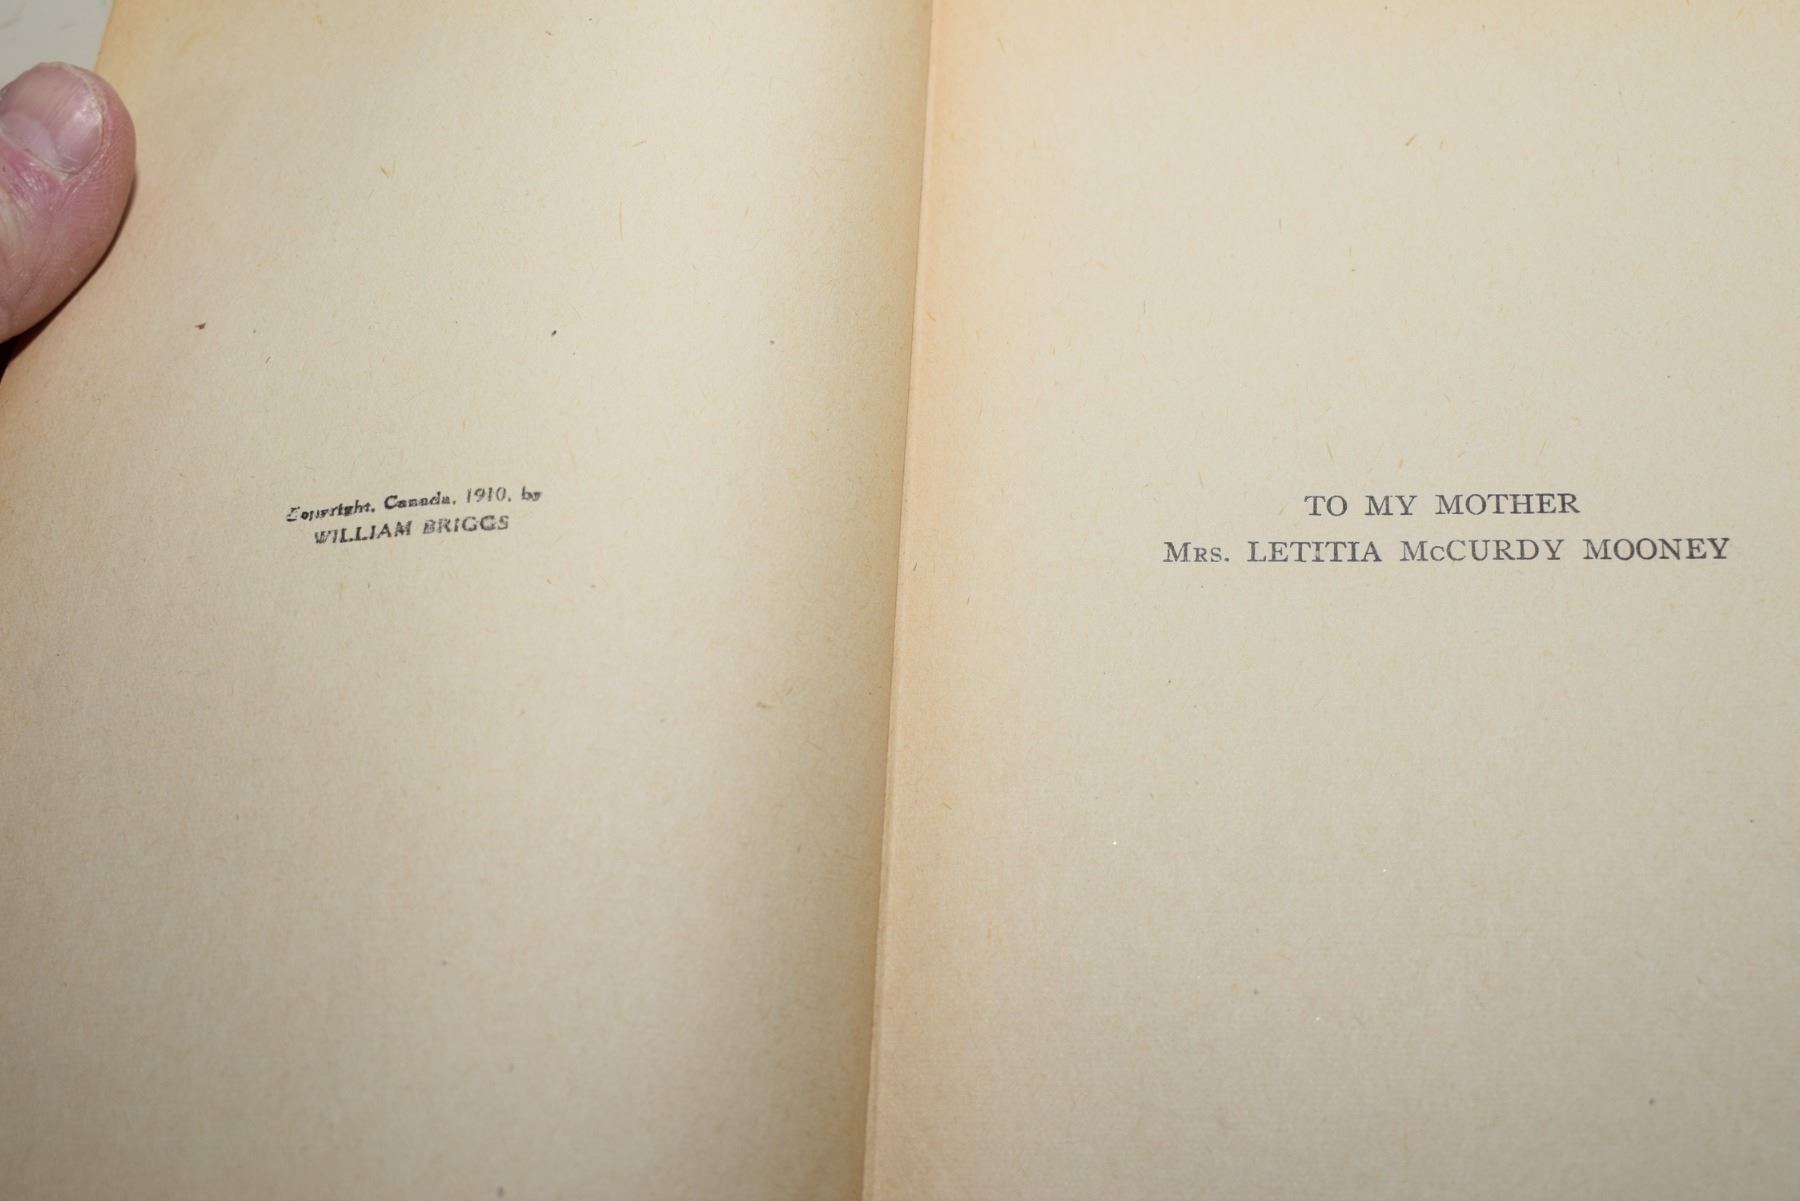 Copyright, Canada, 1910, by
WILLIAM BRIGGS
TO MY MOTHER
Mrs. LETITIA McCURDY MOONEY